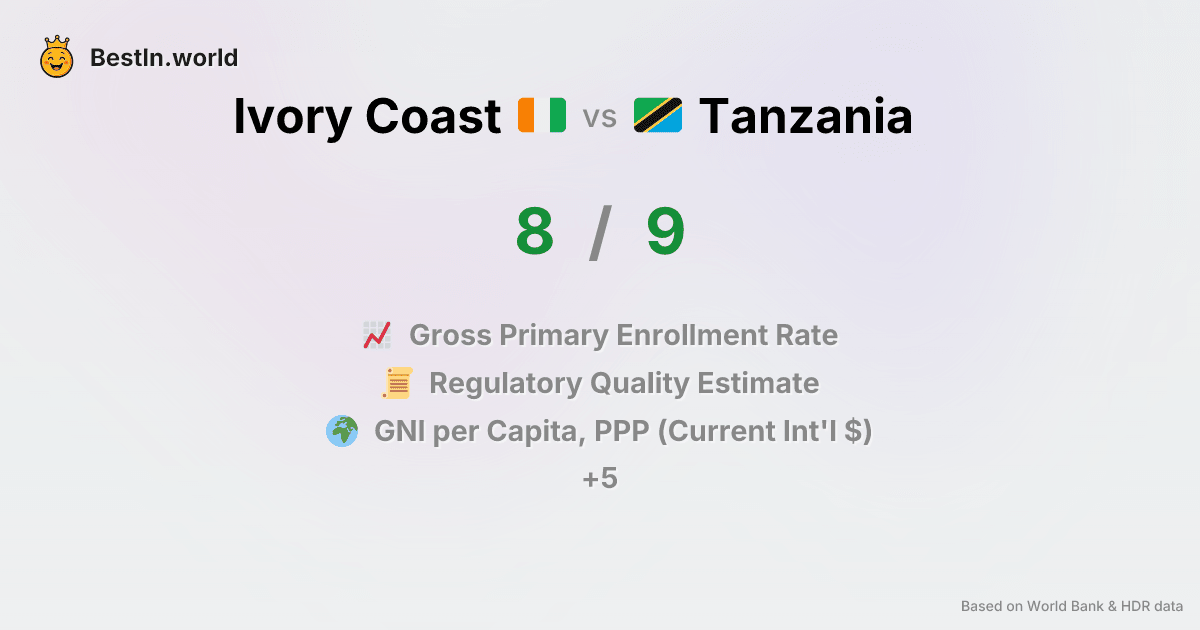 BestIn.world
Ivory Coast vs Tanzania
8 / 9
Gross Primary Enrollment Rate
Regulatory Quality Estimate
GNI per Capita, PPP (Current Int'l $)
+5
Based on World Bank & HDR data